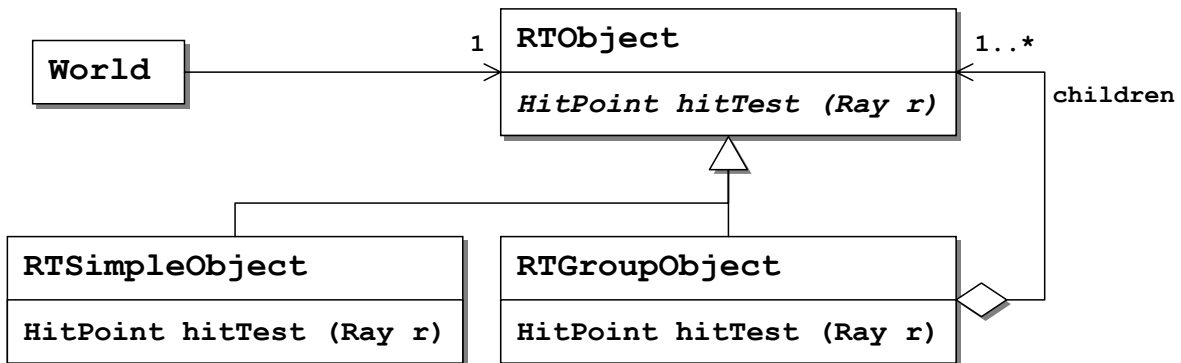 World
1
RTObject
1..*
HitPoint hitTest (Ray r)
children
RTSimpleObject
HitPoint hitTest (Ray r)
RTGroupObject
HitPoint hitTest (Ray r)